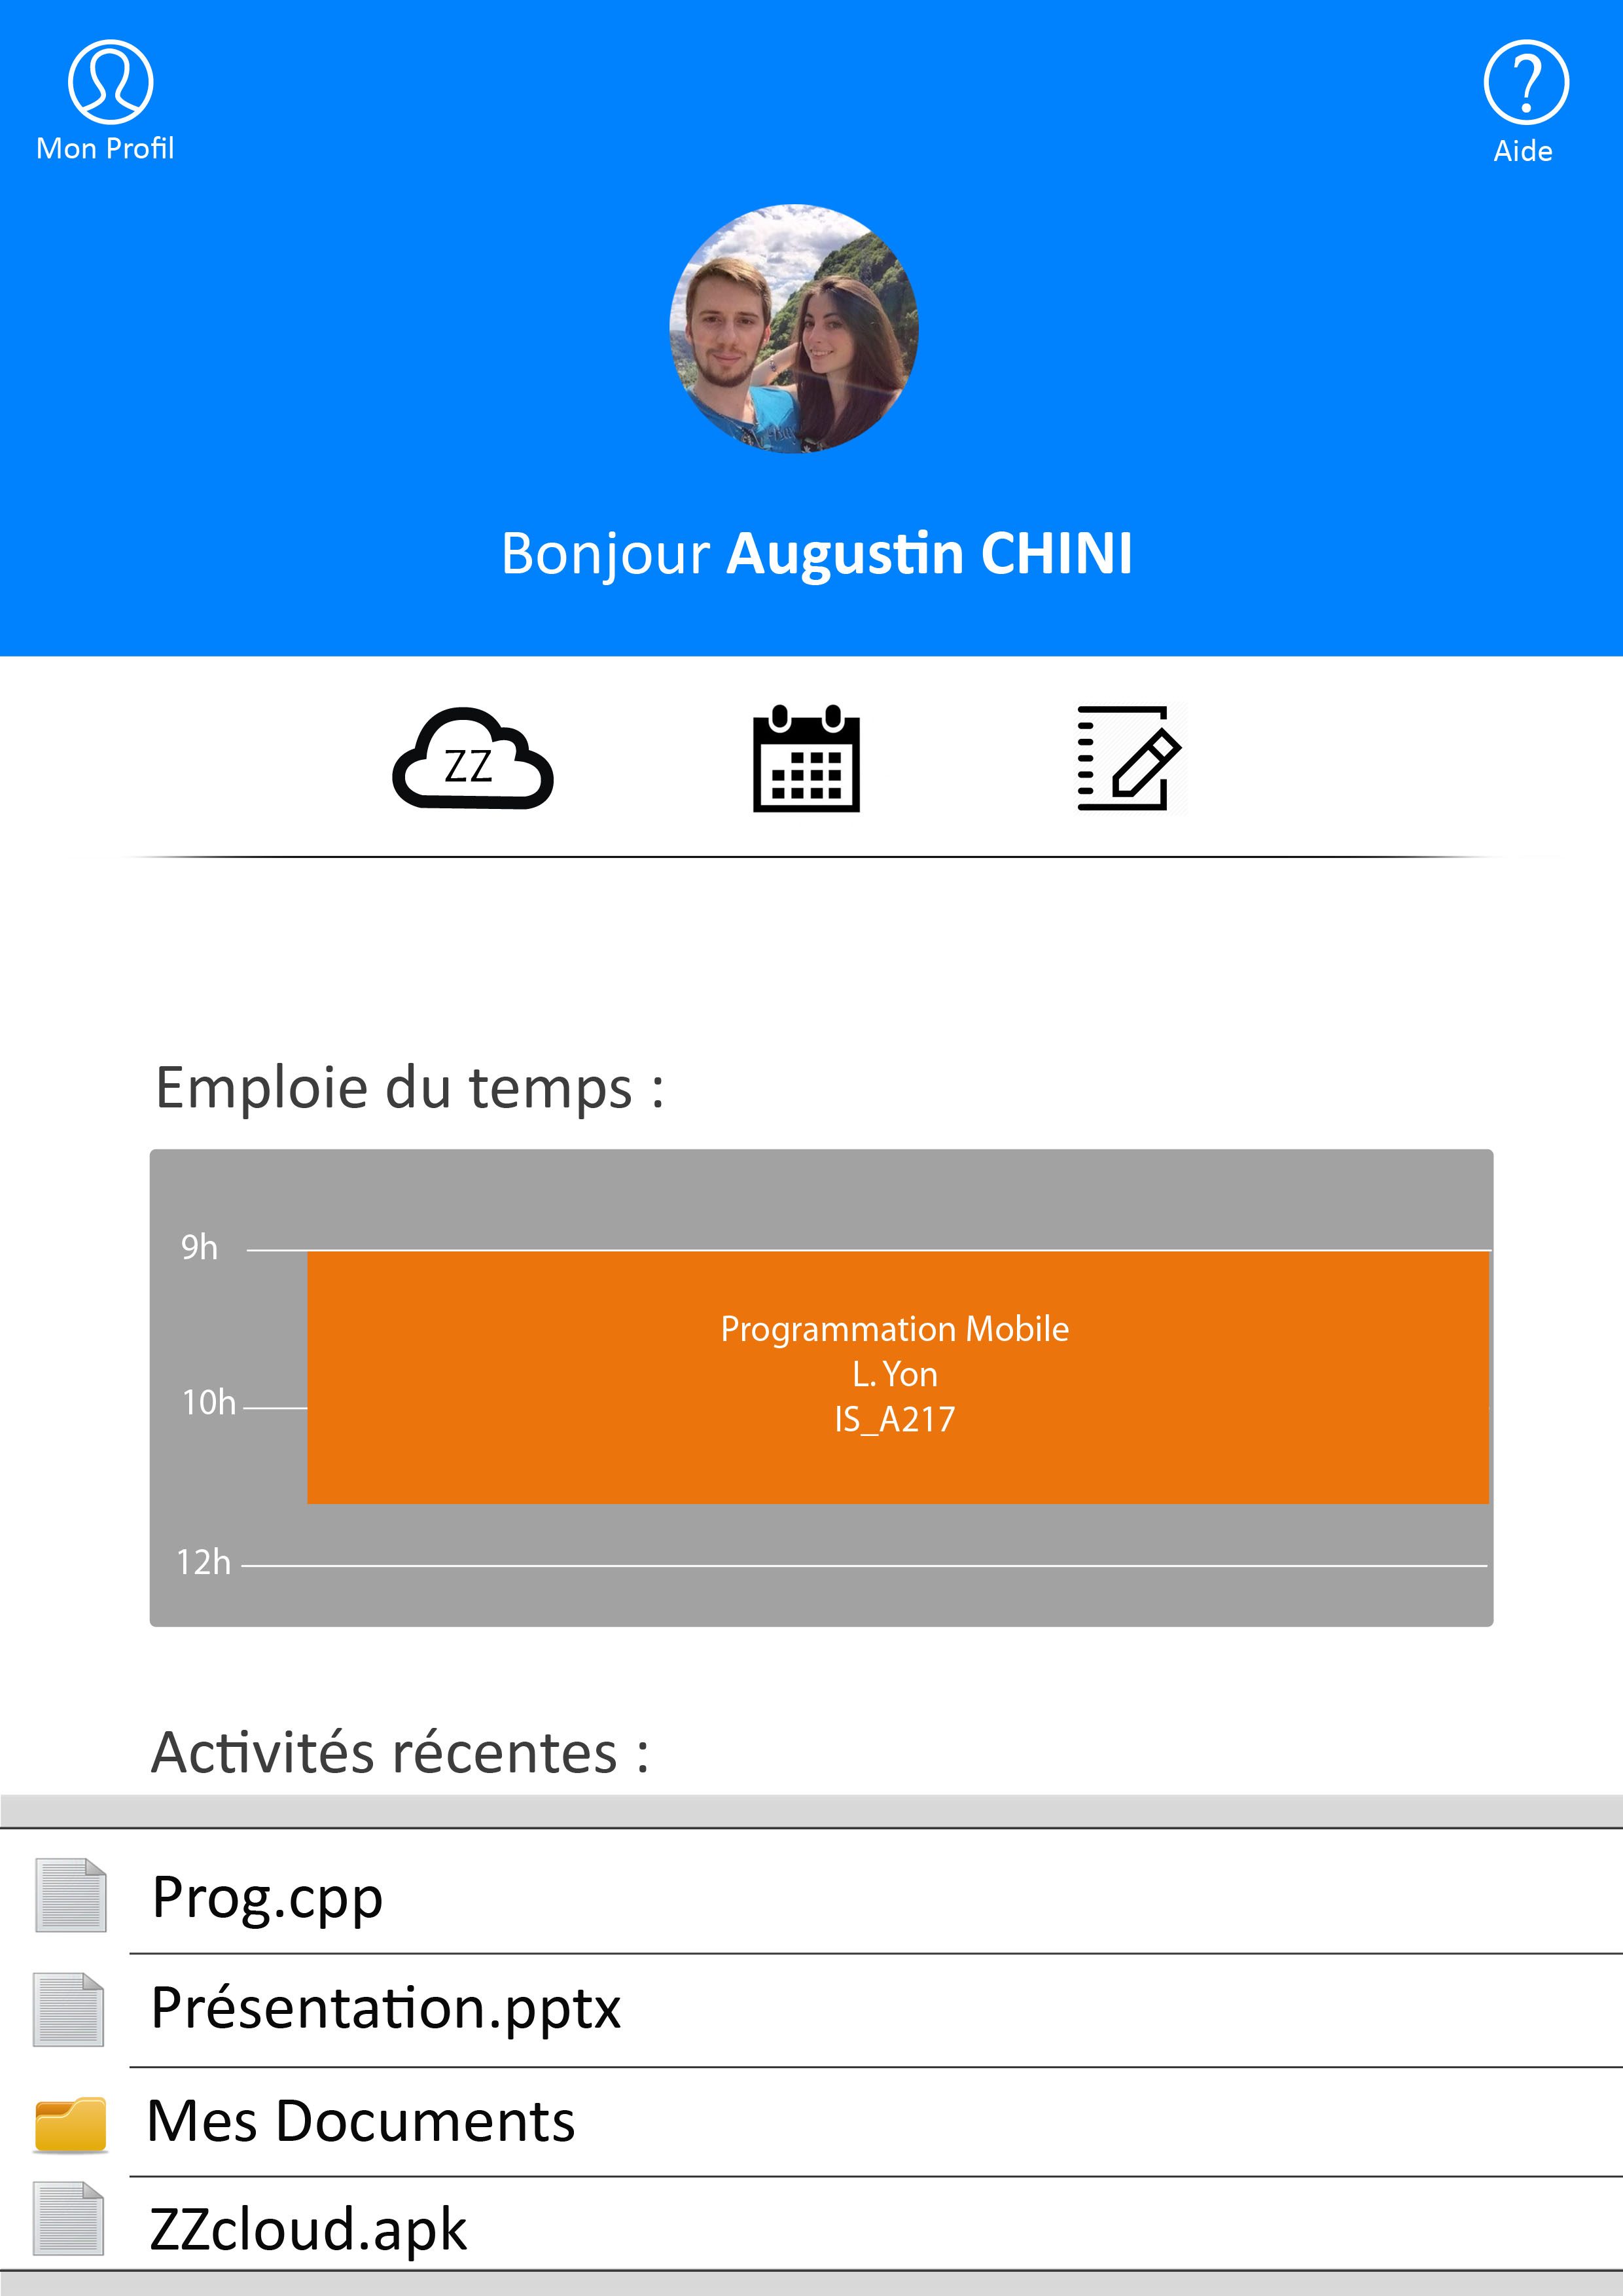 Mon Profil
Aide
Bonjour Augustin CHINI
ZZ
Emploie du temps :
9h
Programmation Mobile
L. Yon
10h
IS_A217
12h
Activités récentes :
Prog.cpp
Présentation.pptx
Mes Documents
ZZcloud.apk